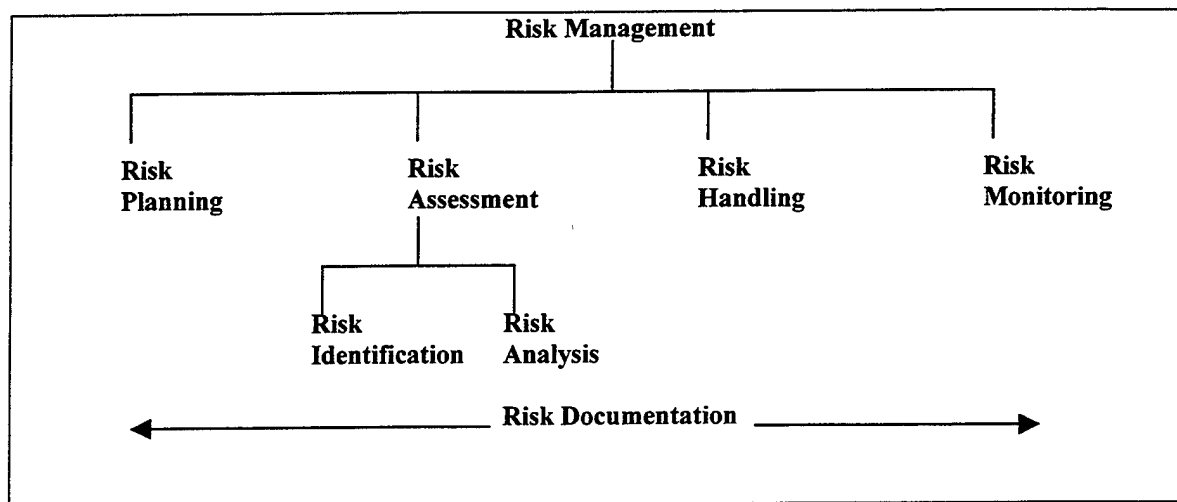 Risk Management
Risk
Planning
Risk
Assessment
Risk
Handling
Risk
Monitoring
Risk
Identification
Risk
Analysis
Risk Documentation